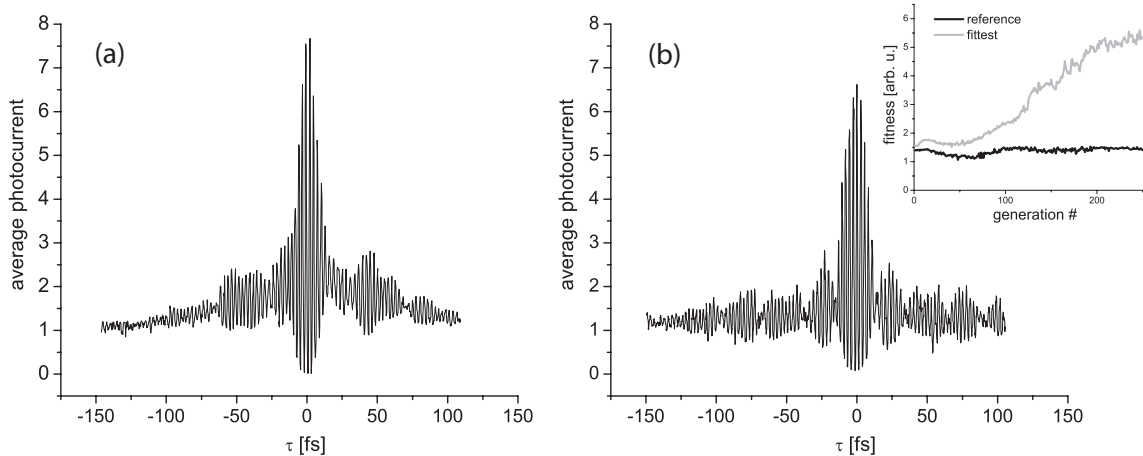 (a)
average photocurrent
8
7
6
5
4
3
2
1
0
-150 -100 -50 0 50 100 150
τ [fs]
(b)
average photocurrent
8
7
6
5
4
3
2
1
0
-150 -100 -50 0 50 100 150
τ [fs]
reference
fittest
fitness [arb. u.]
6
5
4
3
2
1
0
0 100 200
generation #